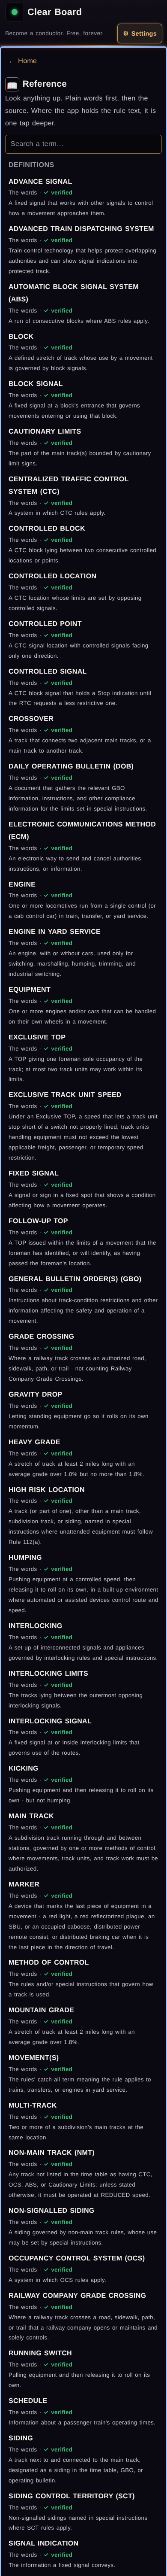 Clear Board
Become a conductor. Free, forever.
⚙ Settings
← Home
📖 Reference
Look anything up. Plain words first, then the
source. Where the app holds the rule text, it is
one tap deeper.
Search a term...
DEFINITIONS
ADVANCE SIGNAL
The words · ✓ verified
A fixed signal that works with other signals to control
how a movement approaches them.
ADVANCED TRAIN DISPATCHING SYSTEM
The words · ✓ verified
Train-control technology that helps protect overlapping
authorities and can show signal indications into
protected track.
AUTOMATIC BLOCK SIGNAL SYSTEM
(ABS)
The words · ✓ verified
A run of consecutive blocks where ABS rules apply.
BLOCK
The words · ✓ verified
A defined stretch of track whose use by a movement
is governed by block signals.
BLOCK SIGNAL
The words · ✓ verified
A fixed signal at a block's entrance that governs
movements entering or using that block.
CAUTIONARY LIMITS
The words · ✓ verified
The part of the main track(s) bounded by cautionary
limit signs.
CENTRALIZED TRAFFIC CONTROL
SYSTEM (CTC)
The words · ✓ verified
A system in which CTC rules apply.
CONTROLLED BLOCK
The words · ✓ verified
A CTC block lying between two consecutive controlled
locations or points.
CONTROLLED LOCATION
The words · ✓ verified
A CTC location whose limits are set by opposing
controlled signals.
CONTROLLED POINT
The words · ✓ verified
A CTC signal location with controlled signals facing
only one direction.
CONTROLLED SIGNAL
The words · ✓ verified
A CTC block signal that holds a Stop indication until
the RTC requests a less restrictive one.
CROSSOVER
The words · ✓ verified
A track that connects two adjacent main tracks, or a
main track to another track.
DAILY OPERATING BULLETIN (DOB)
The words · ✓ verified
A document that gathers the relevant GBO
information, instructions, and other compliance
information for the limits set in special instructions.
ELECTRONIC COMMUNICATIONS METHOD
(ECM)
The words · ✓ verified
An electronic way to send and cancel authorities,
instructions, or information.
ENGINE
The words · ✓ verified
One or more locomotives run from a single control (or
a cab control car) in train, transfer, or yard service.
ENGINE IN YARD SERVICE
The words · ✓ verified
An engine, with or without cars, used only for
switching, marshalling, humping, trimming, and
industrial switching.
EQUIPMENT
The words · ✓ verified
One or more engines and/or cars that can be handled
on their own wheels in a movement.
EXCLUSIVE TOP
The words · ✓ verified
A TOP giving one foreman sole occupancy of the
track; at most two track units may work within its
limits.
EXCLUSIVE TRACK UNIT SPEED
The words · ✓ verified
Under an Exclusive TOP, a speed that lets a track unit
stop short of a switch not properly lined; track units
handling equipment must not exceed the lowest
applicable freight, passenger, or temporary speed
restriction.
FIXED SIGNAL
The words · ✓ verified
A signal or sign in a fixed spot that shows a condition
affecting how a movement operates.
FOLLOW-UP TOP
The words · ✓ verified
A TOP issued within the limits of a movement that the
foreman has identified, or will identify, as having
passed the foreman's location.
GENERAL BULLETIN ORDER(S) (GBO)
The words · ✓ verified
Instructions about track-condition restrictions and other
information affecting the safety and operation of a
movement.
GRADE CROSSING
The words · ✓ verified
Where a railway track crosses an authorized road,
sidewalk, path, or trail - not counting Railway
Company Grade Crossings.
GRAVITY DROP
The words · ✓ verified
Letting standing equipment go so it rolls on its own
momentum.
HEAVY GRADE
The words · ✓ verified
A stretch of track at least 2 miles long with an
average grade over 1.0% but no more than 1.8%.
HIGH RISK LOCATION
The words · ✓ verified
A track (or part of one), other than a main track,
subdivision track, or siding, named in special
instructions where unattended equipment must follow
Rule 112(a).
HUMPING
The words · ✓ verified
Pushing equipment at a controlled speed, then
releasing it to roll on its own, in a built-up environment
where automated or assisted devices control route and
speed.
INTERLOCKING
The words · ✓ verified
A set-up of interconnected signals and appliances
governed by interlocking rules and special instructions.
INTERLOCKING LIMITS
The words · ✓ verified
The tracks lying between the outermost opposing
interlocking signals.
INTERLOCKING SIGNAL
The words · ✓ verified
A fixed signal at or inside interlocking limits that
governs use of the routes.
KICKING
The words · ✓ verified
Pushing equipment and then releasing it to roll on its
own - but not humping.
MAIN TRACK
The words · ✓ verified
A subdivision track running through and between
stations, governed by one or more methods of control,
where movements, track units, and track work must be
authorized.
MARKER
The words · ✓ verified
A device that marks the last piece of equipment in a
movement - a red light, a red reflectorized plaque, an
SBU, or an occupied caboose, distributed-power
remote consist, or distributed braking car when it is
the last piece in the direction of travel.
METHOD OF CONTROL
The words · ✓ verified
The rules and/or special instructions that govern how
a track is used.
MOUNTAIN GRADE
The words · ✓ verified
A stretch of track at least 2 miles long with an
average grade over 1.8%.
MOVEMENT(S)
The words · ✓ verified
The rules' catch-all term meaning the rule applies to
trains, transfers, or engines in yard service.
MULTI-TRACK
The words · ✓ verified
Two or more of a subdivision's main tracks at the
same location.
NON-MAIN TRACK (NMT)
The words · ✓ verified
Any track not listed in the time table as having CTC,
OCS, ABS, or Cautionary Limits; unless stated
otherwise, it must be operated at REDUCED speed.
NON-SIGNALLED SIDING
The words · ✓ verified
A siding governed by non-main track rules, whose use
may be set by special instructions.
OCCUPANCY CONTROL SYSTEM (OCS)
The words · ✓ verified
A system in which OCS rules apply.
RAILWAY COMPANY GRADE CROSSING
The words · ✓ verified
Where a railway track crosses a road, sidewalk, path,
or trail that a railway company opens or maintains and
solely controls.
RUNNING SWITCH
The words · ✓ verified
Pulling equipment and then releasing it to roll on its
own.
SCHEDULE
The words · ✓ verified
Information about a passenger train's operating times.
SIDING
The words · ✓ verified
A track next to and connected to the main track,
designated as a siding in the time table, GBO, or
operating bulletin.
SIDING CONTROL TERRITORY (SCT)
The words · ✓ verified
Non-signalled sidings named in special instructions
where SCT rules apply.
SIGNAL INDICATION
The words · ✓ verified
The information a fixed signal conveys.